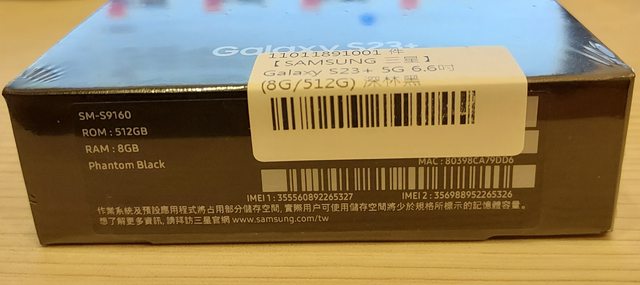 Galaxy S23+
11011891001 件
【SAMSUNG 三星】
Galaxy S23+ 5G 6.6吋
(8G/512G) 深林黑
SM-S9160
ROM : 512GB
RAM : 8GB
Phantom Black
MAC : 80398CA79DD6
IMEI 1 : 355560892265327
IMEI 2 : 356988952265326
作業系統及預設應用程式將占用部分儲存空間, 實際用戶可使用儲存空間將少於規格所標示的記憶體容量。
想了解更多資訊, 請拜訪三星官網 www.samsung.com/tw